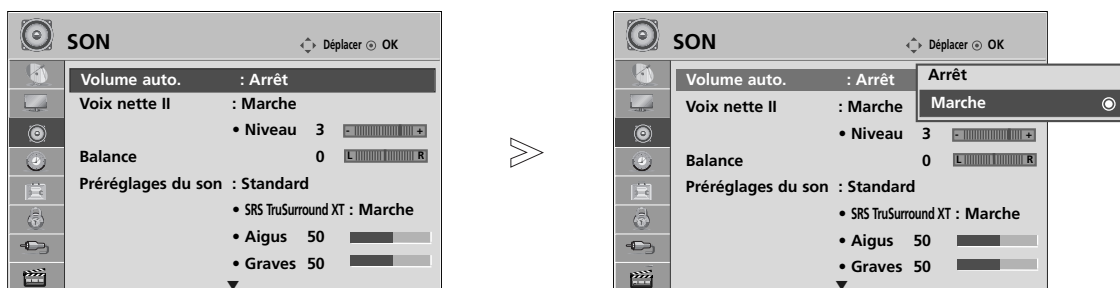 SON
Déplacer OK
Volume auto. : Arrêt
Voix nette II : Marche
• Niveau 3 - +
Balance 0 L R
Préréglages du son : Standard
• SRS TruSurround XT : Marche
• Aigus 50
• Graves 50
SON
Déplacer OK
Volume auto. : Arrêt
Arrêt
Marche
Voix nette II : Marche
• Niveau 3 - +
Balance 0 L R
Préréglages du son : Standard
• SRS TruSurround XT : Marche
• Aigus 50
• Graves 50